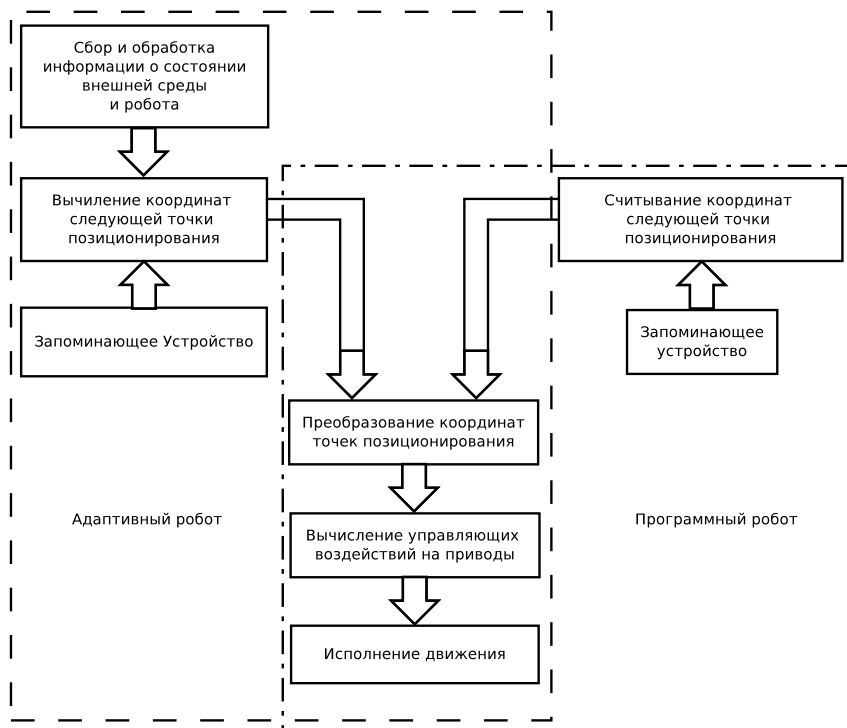 Сбор и обработка
информации о состоянии
внешней среды
и робота
Вычиление координат
следующей точки
позиционирования
Считывание координат
следующей точки
позиционирования
Запоминающее Устройство
Запоминающее
устройство
Преобразование координат
точек позиционирования
Адаптивный робот
Программный робот
Вычисление управляющих
воздействий на приводы
Исполнение движения